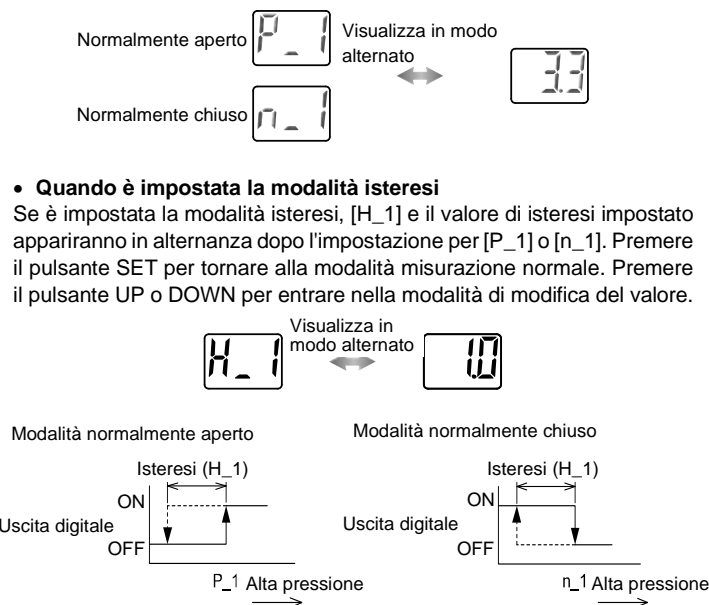 Normalmente aperto
P_1
Visualizza in modo
alternato
3.3
Normalmente chiuso
n_1
• Quando è impostata la modalità isteresi
Se è impostata la modalità isteresi, [H_1] e il valore di isteresi impostato
appariranno in alternanza dopo l'impostazione per [P_1] o [n_1]. Premere
il pulsante SET per tornare alla modalità misurazione normale. Premere
il pulsante UP o DOWN per entrare nella modalità di modifica del valore.
Visualizza in
modo alternato
H_1
1.0
Modalità normalmente aperto
Isteresi (H_1)
ON
Uscita digitale
OFF
P_1 Alta pressione
Modalità normalmente chiuso
Isteresi (H_1)
ON
Uscita digitale
OFF
n_1 Alta pressione